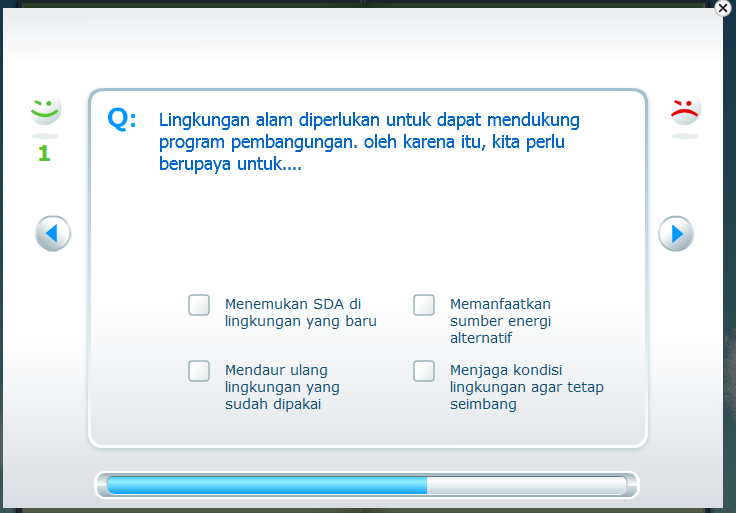 Q: Lingkungan alam diperlukan untuk dapat mendukung
program pembangungan. oleh karena itu, kita perlu
berupaya untuk....
1
Menemukan SDA di
lingkungan yang baru
Memanfaatkan
sumber energi
alternatif
Mendaur ulang
lingkungan yang
sudah dipakai
Menjaga kondisi
lingkungan agar tetap
seimbang